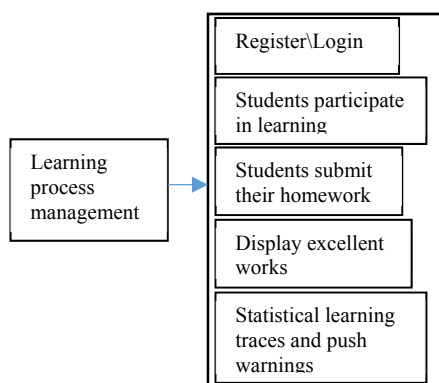 Register\Login
Students participate
in learning
Learning
process
management
Students submit
their homework
Display excellent
works
Statistical learning
traces and push
warnings